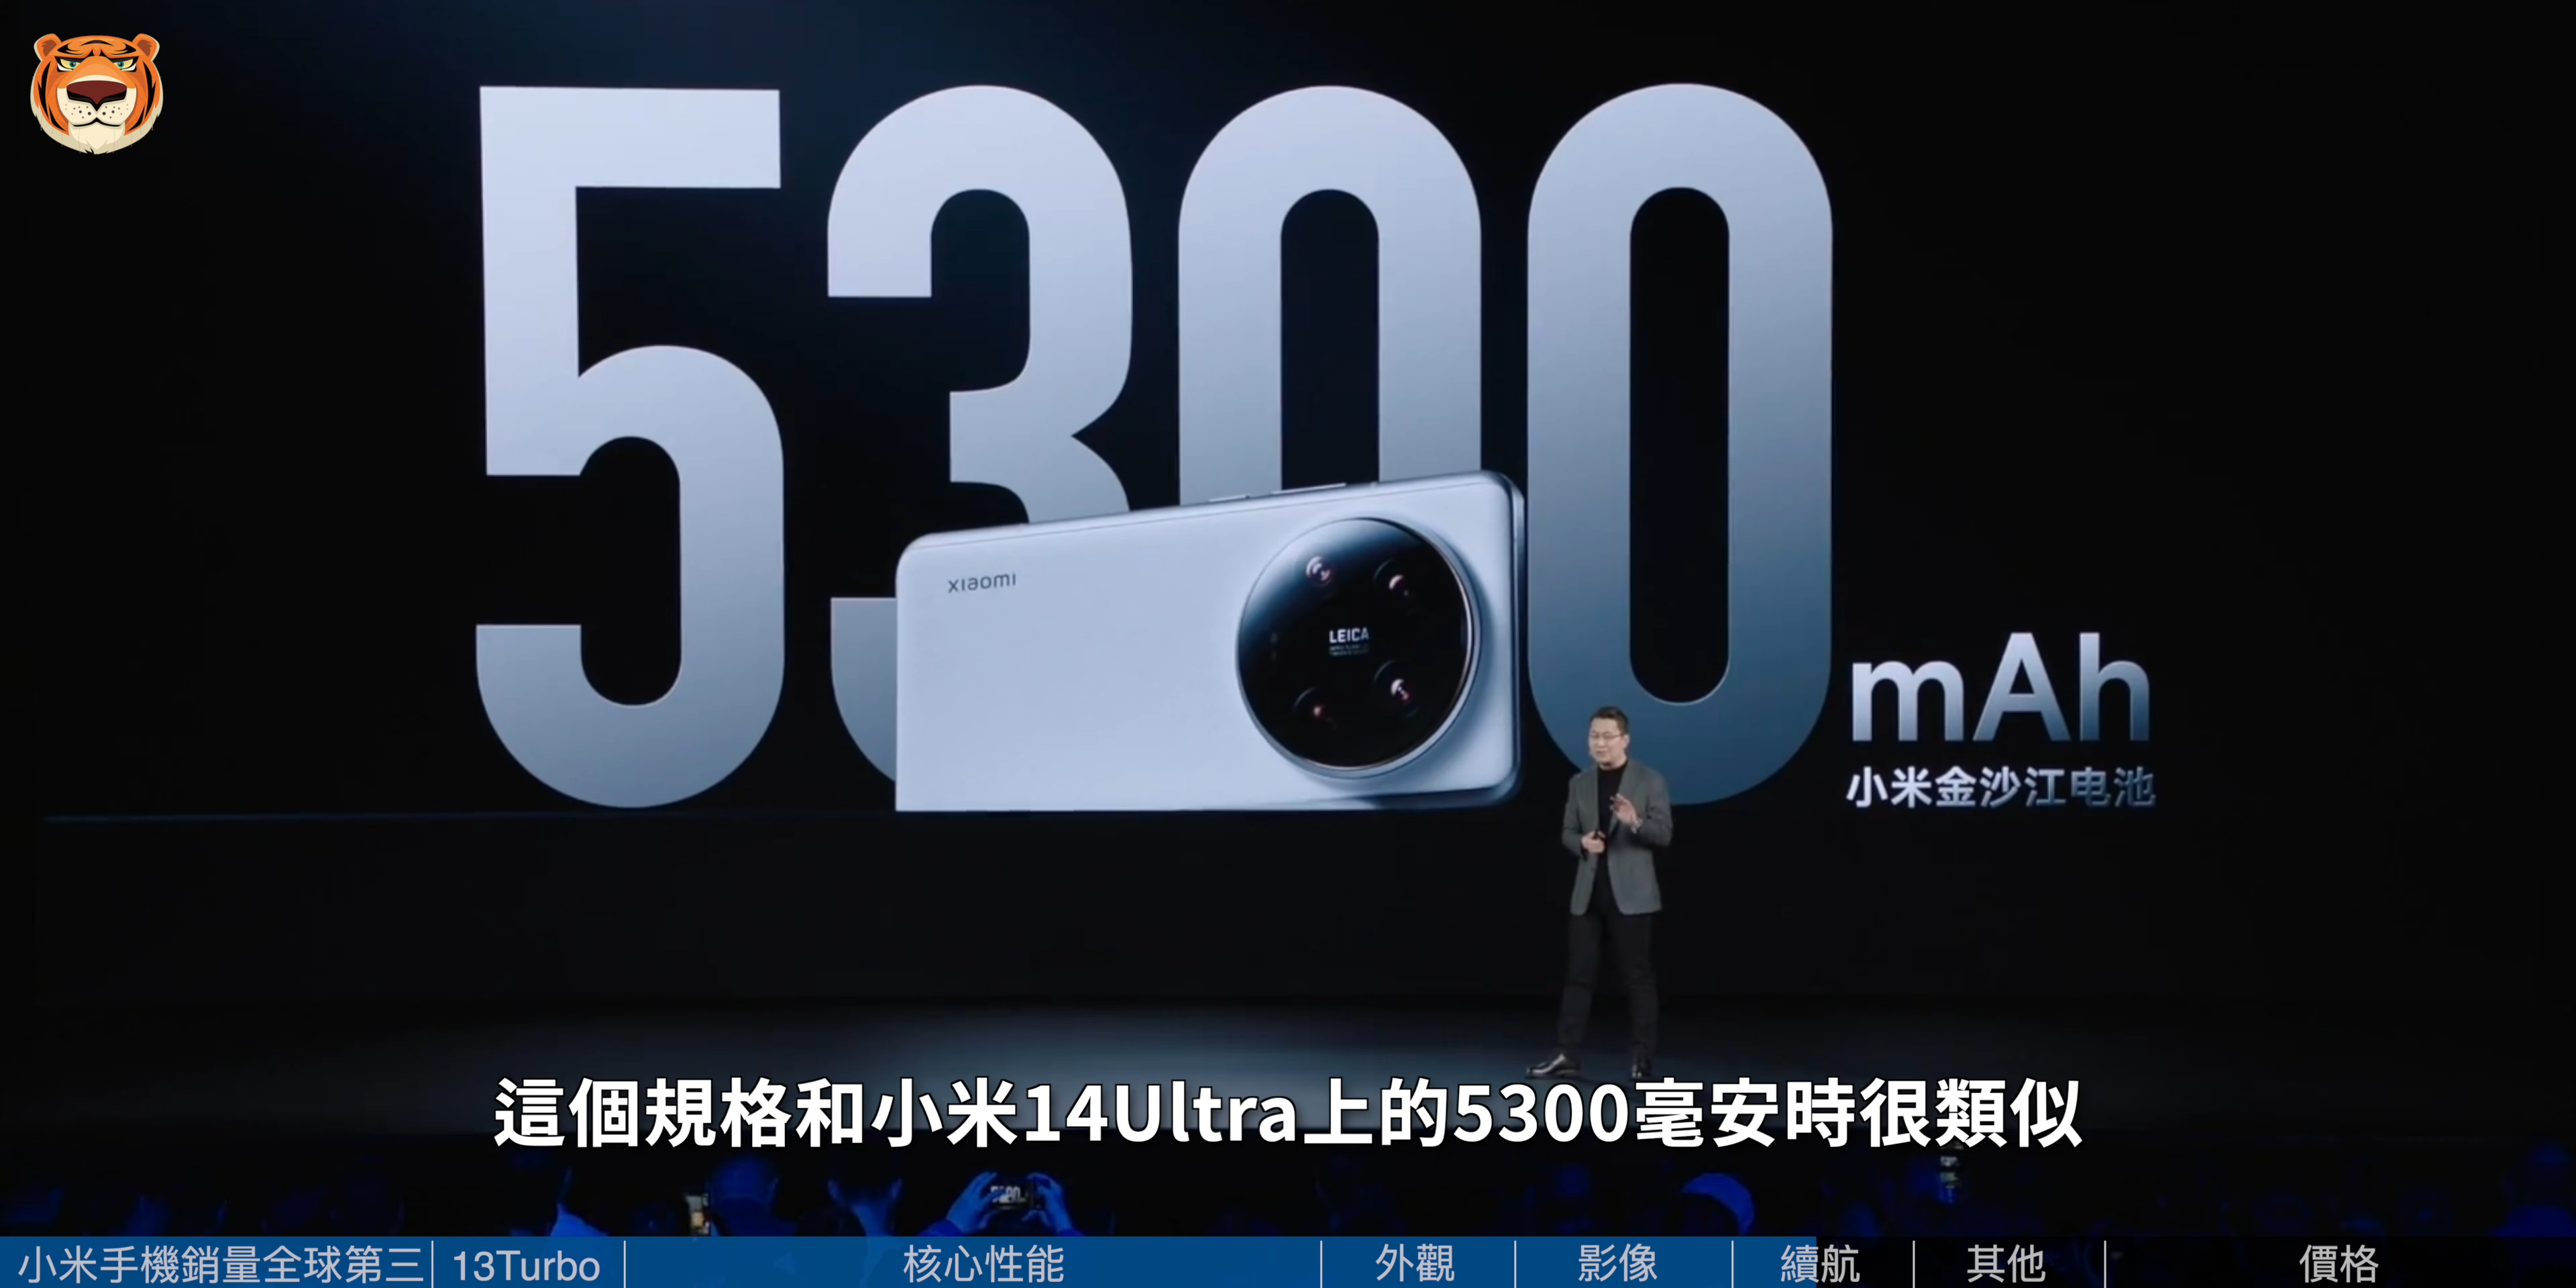 5300
mAh
小米金沙江电池
xiaomi
LEICA
這個規格和小米14Ultra上的5300毫安時很類似
小米手機銷量全球第三
13Turbo
核心性能
外觀
影像
續航
其他
價格